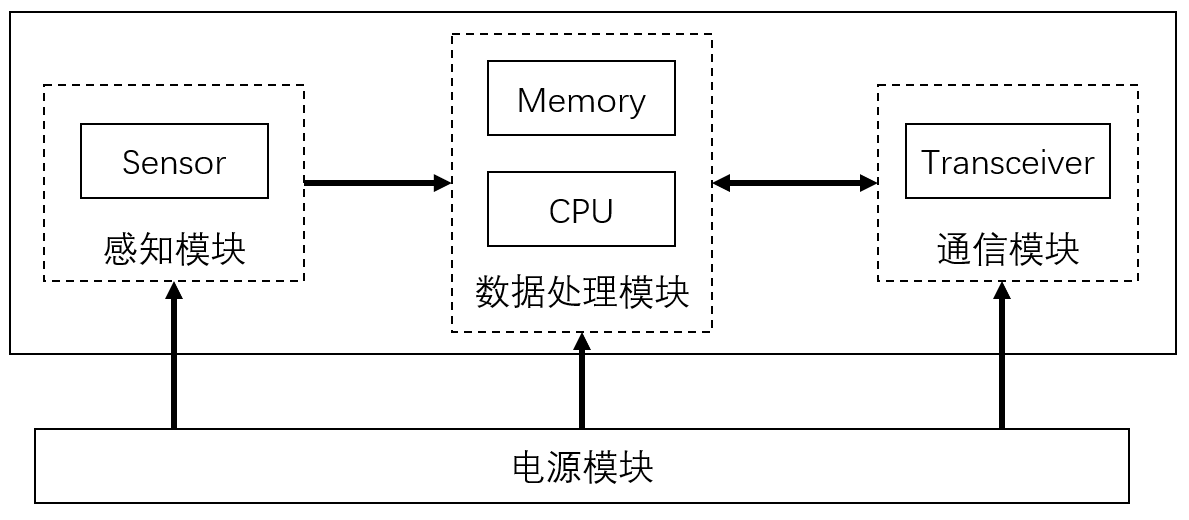 Sensor
感知模块
Memory
CPU
数据处理模块
Transceiver
通信模块
电源模块